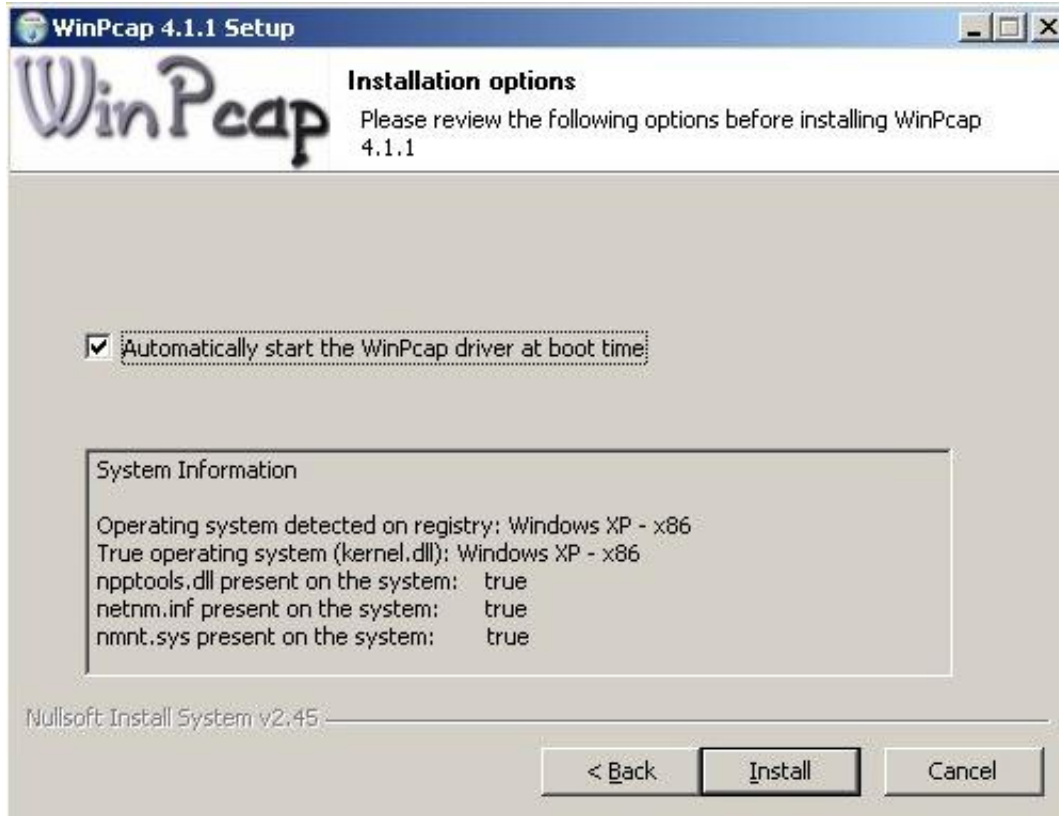 WinPcap 4.1.1 Setup
WinPcap
Installation options
Please review the following options before installing WinPcap
4.1.1
Automatically start the WinPcap driver at boot time
System Information
Operating system detected on registry: Windows XP - x86
True operating system (kernel.dll): Windows XP - x86
npptools.dll present on the system: true
netnm.inf present on the system: true
nmnt.sys present on the system: true
Nullsoft Install System v2.45
< Back Install Cancel